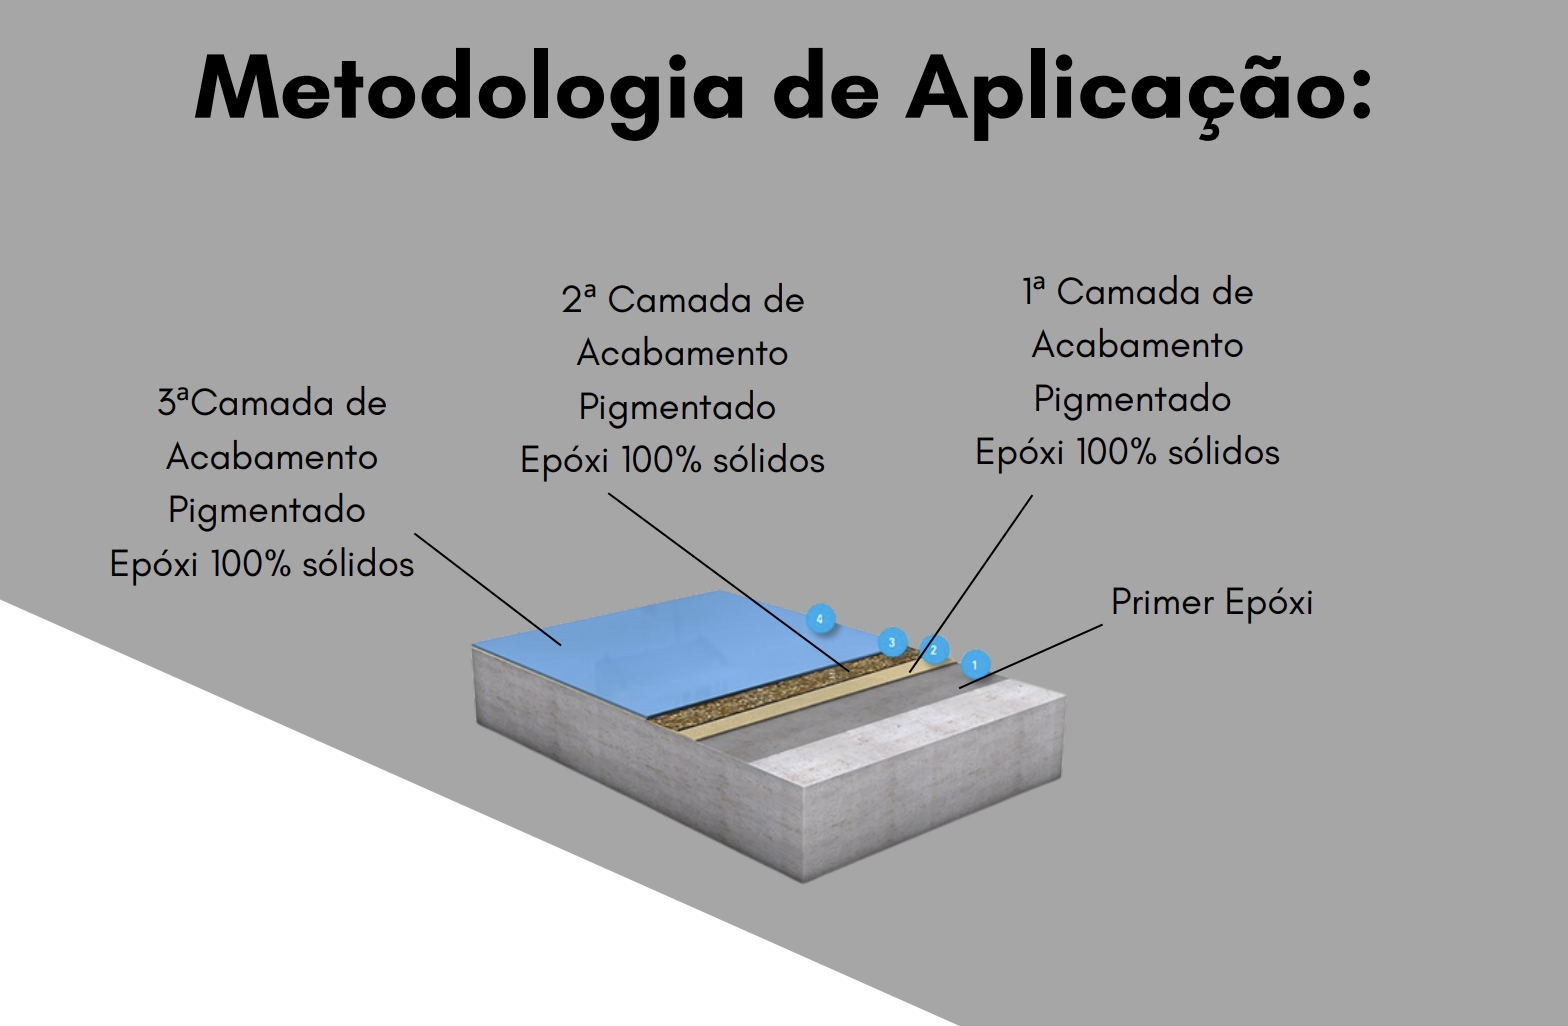 Metodologia de Aplicação:
3ªCamada de
Acabamento
Pigmentado
Epóxi 100% sólidos
2ª Camada de
Acabamento
Pigmentado
Epóxi 100% sólidos
1ª Camada de
Acabamento
Pigmentado
Epóxi 100% sólidos
Primer Epóxi
4
3
2
1